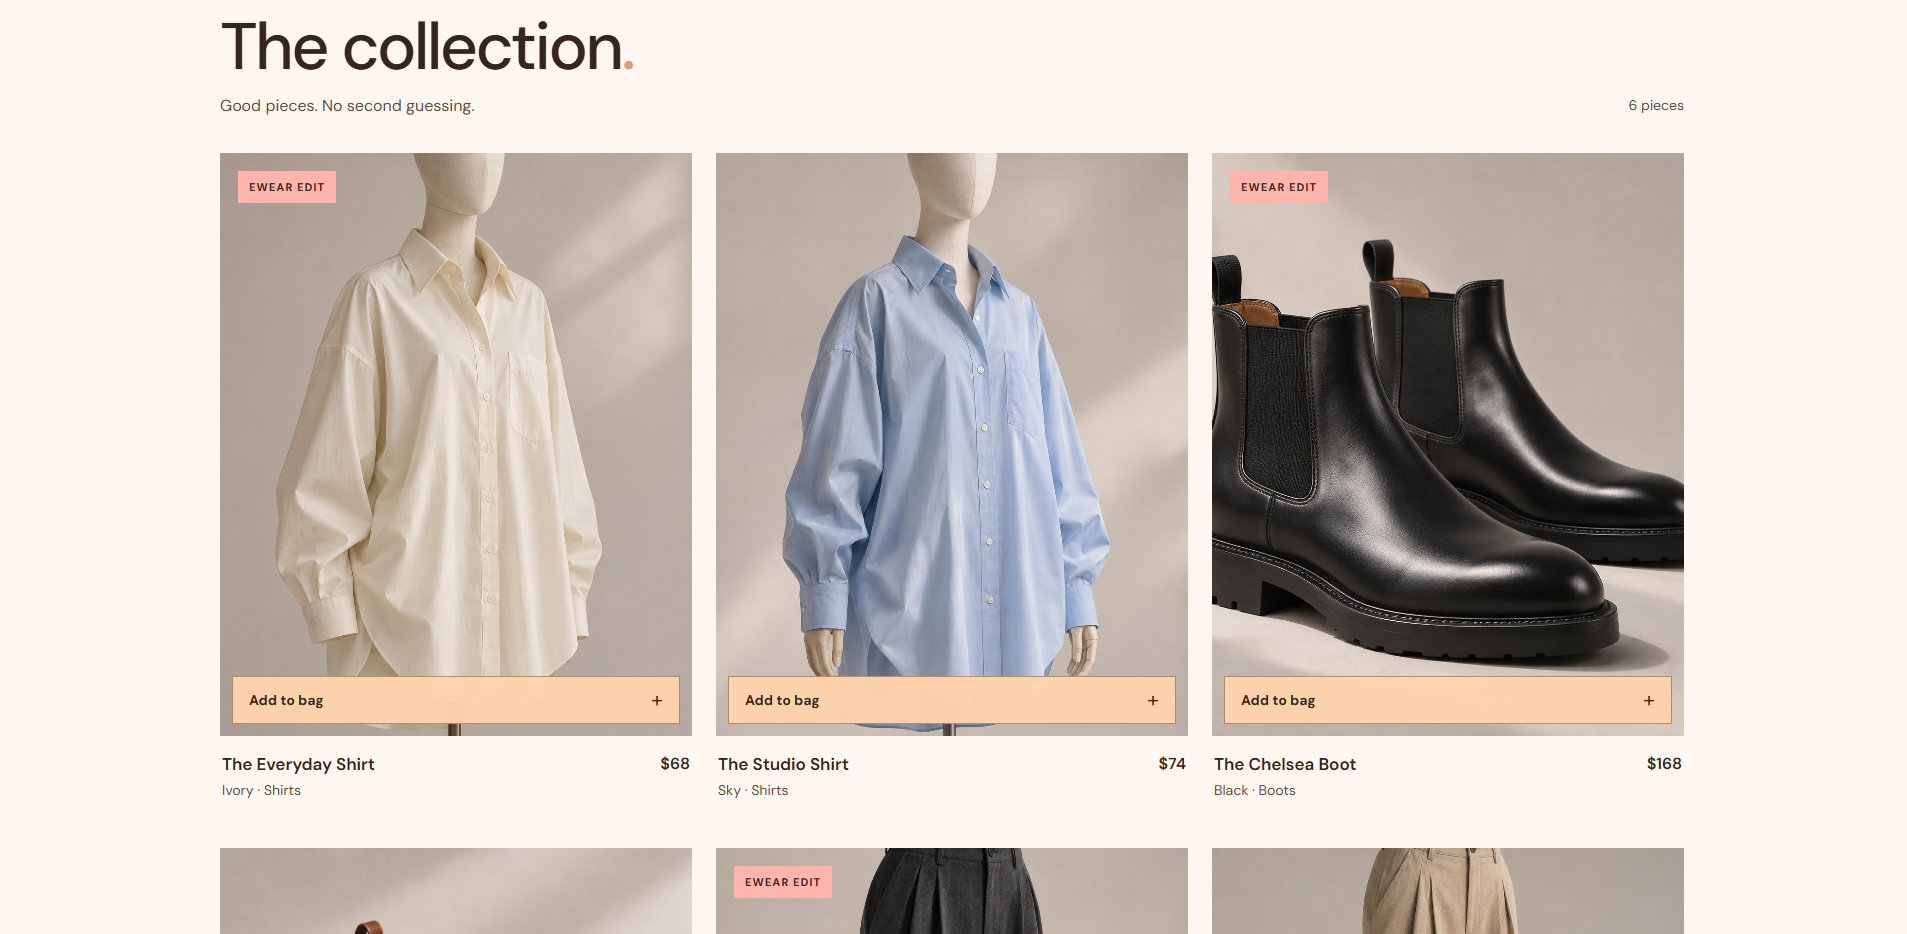 The collection.
Good pieces. No second guessing.
6 pieces
EWEAR EDIT
EWEAR EDIT
Add to bag +
Add to bag +
Add to bag +
The Everyday Shirt $68
Ivory · Shirts
The Studio Shirt $74
Sky · Shirts
The Chelsea Boot $168
Black · Boots
EWEAR EDIT